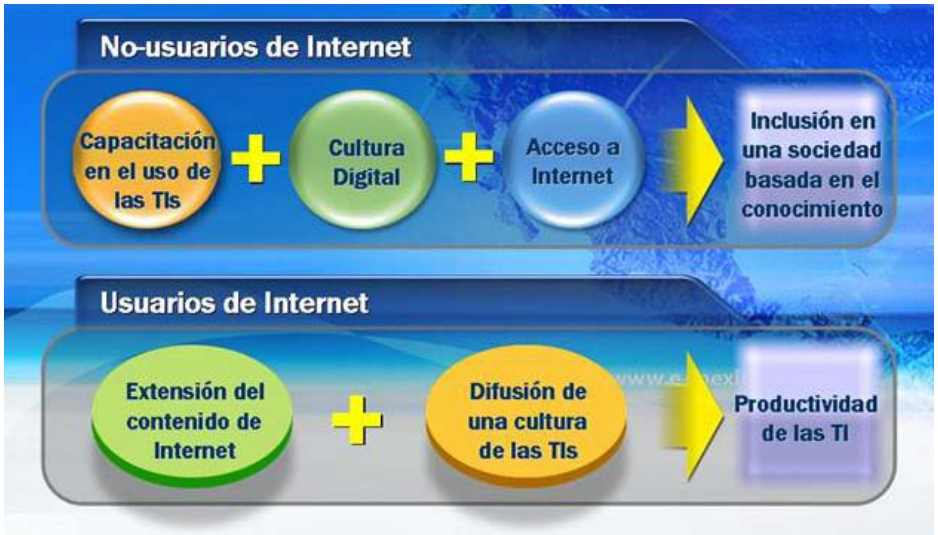 No-usuarios de Internet
Capacitación
en el uso de
las TIs
+
Cultura
Digital
+
Acceso a
Internet
Inclusión en
una sociedad
basada en el
conocimiento
Usuarios de Internet
Extensión del
contenido de
Internet
+
Difusión de
una cultura
de las TIs
Productividad
de las TI